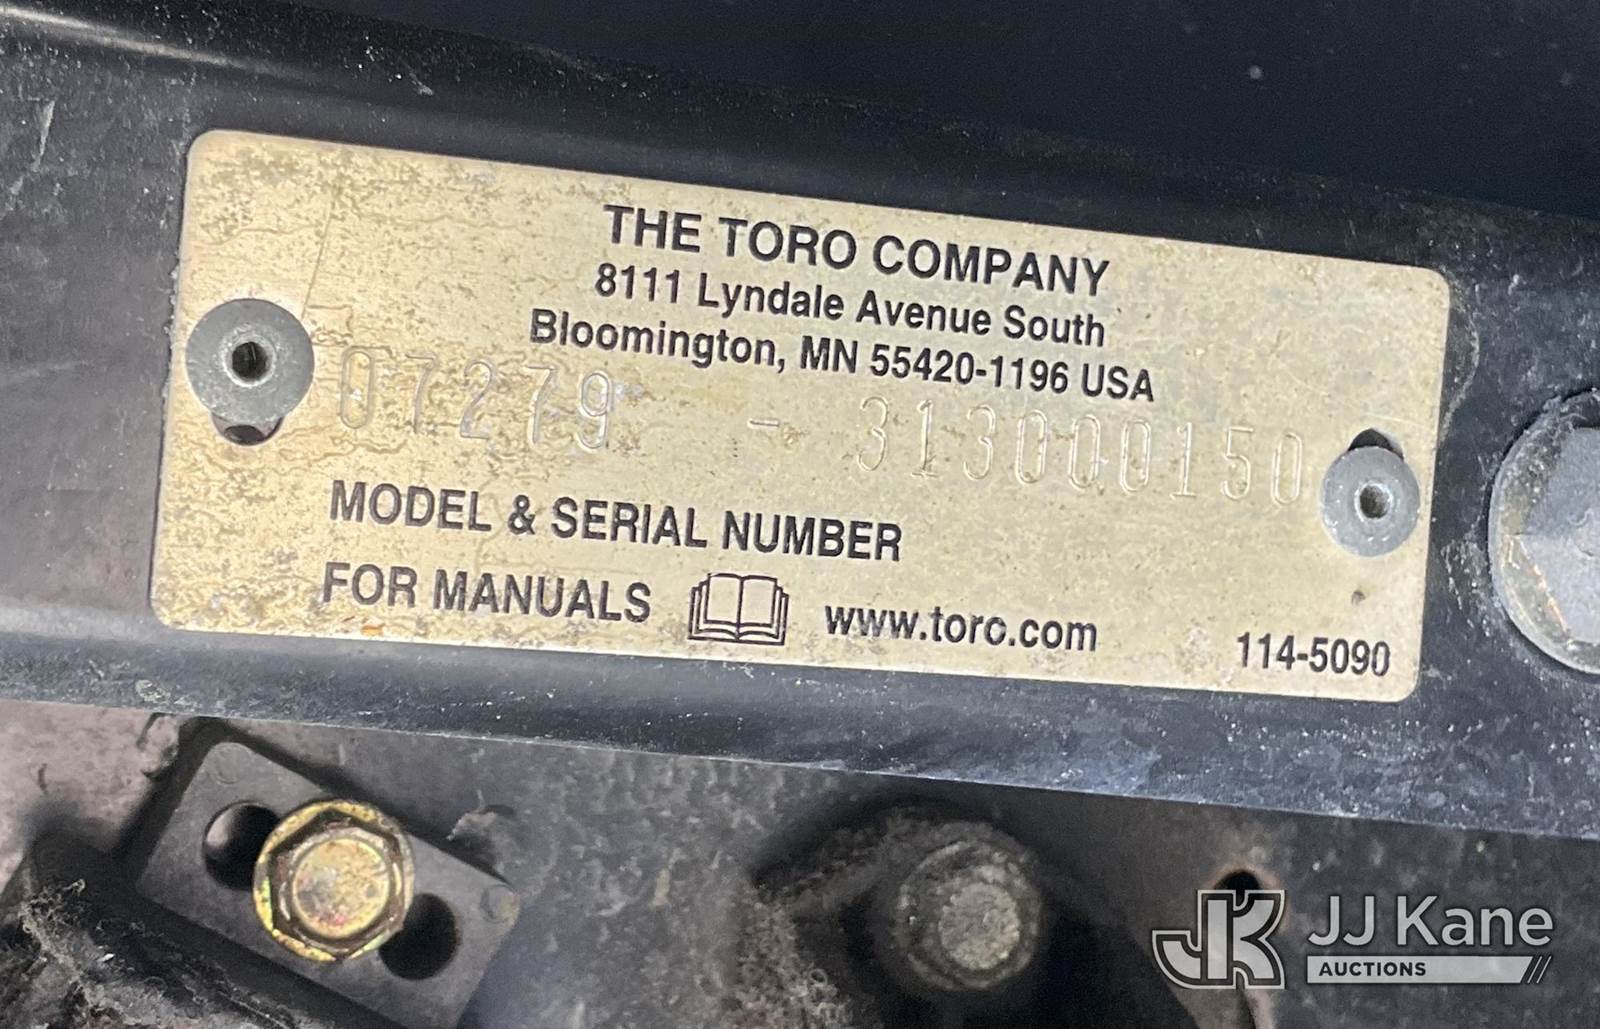 THE TORO COMPANY
8111 Lyndale Avenue South
Bloomington, MN 55420-1196 USA
07279 - 313000150
MODEL & SERIAL NUMBER
FOR MANUALS www.toro.com 114-5090
JK JJ Kane
AUCTIONS